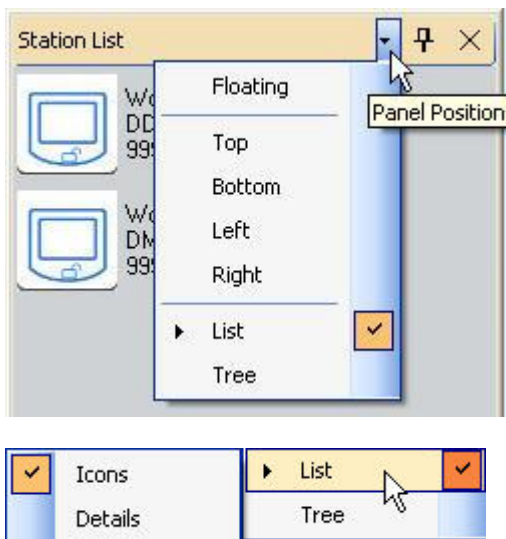 Station List
Floating
Panel Position
Top
Bottom
Left
Right
List
Tree
Icons
List
Details
Tree